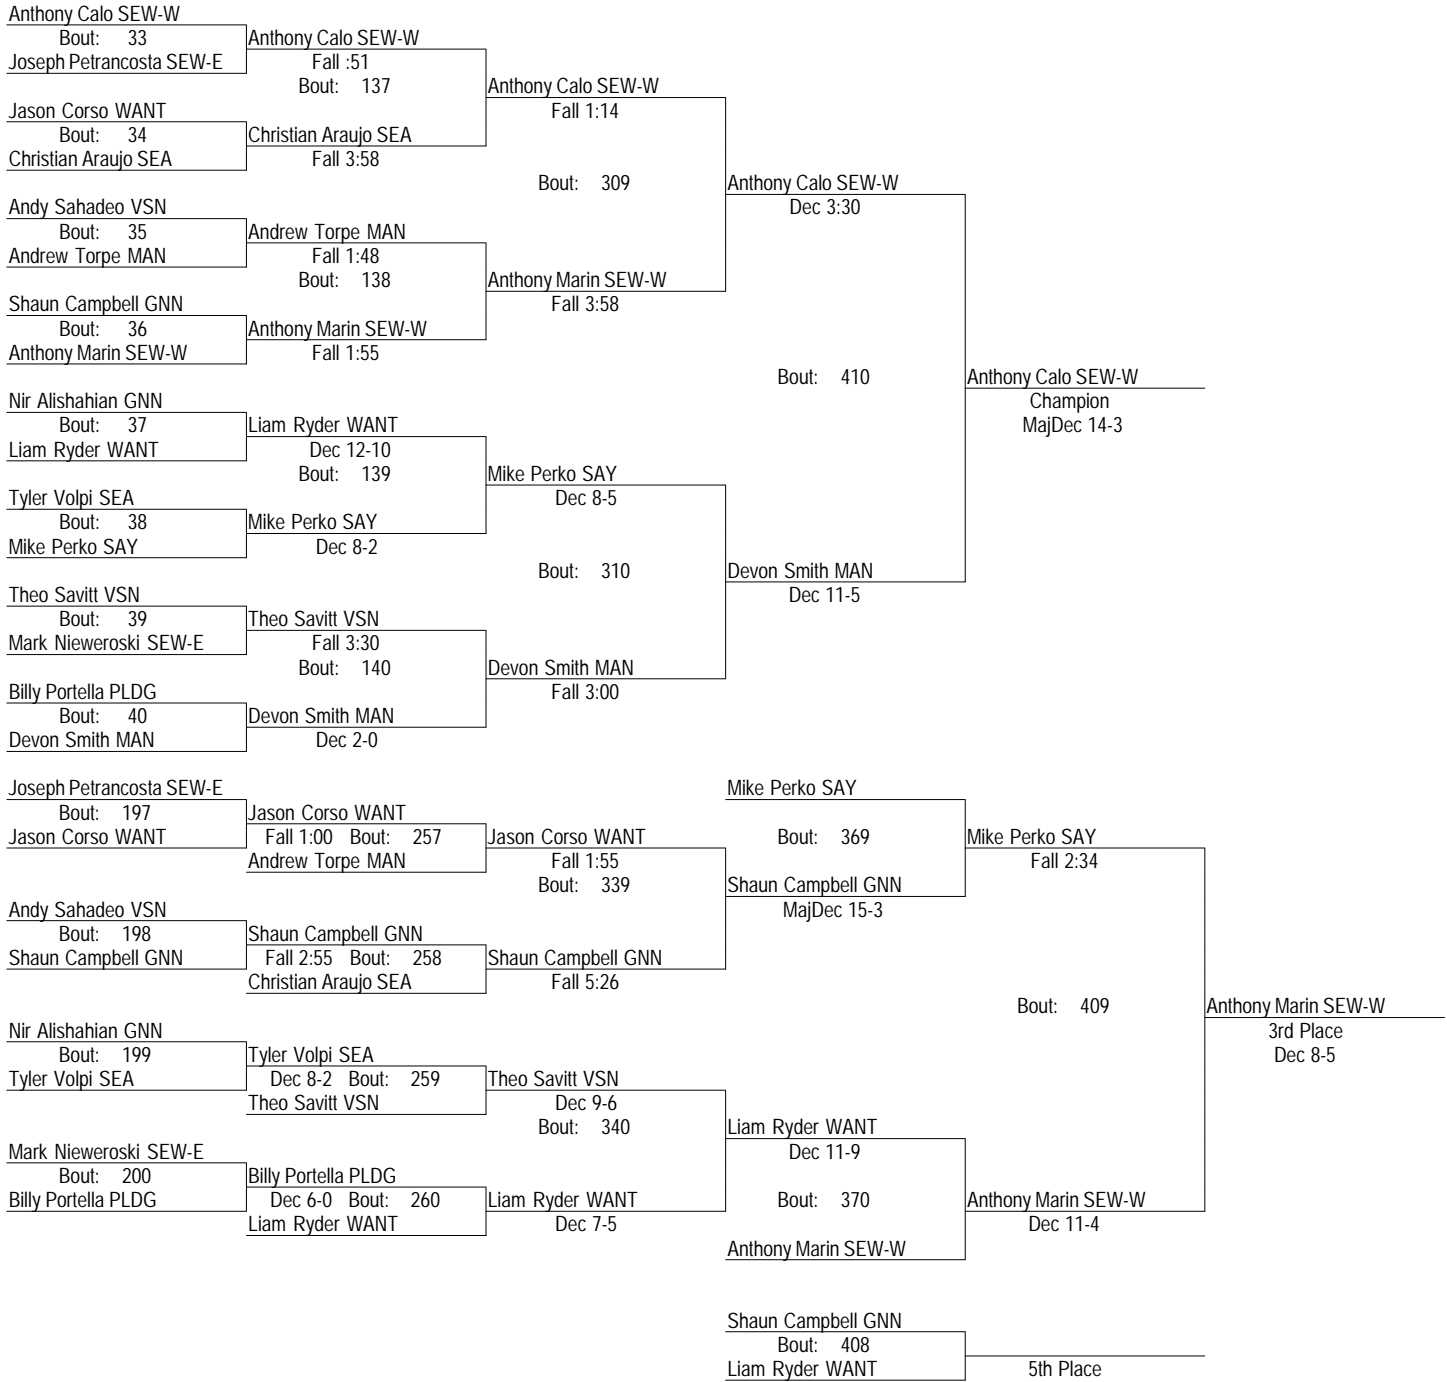 Anthony Calo SEW-W
Bout: 33
Anthony Calo SEW-W
Joseph Petrancosta SEW-E
Fall :51
Bout: 137
Anthony Calo SEW-W
Jason Corso WANT
Fall 1:14
Bout: 34
Christian Araujo SEA
Christian Araujo SEA
Fall 3:58
Bout: 309
Anthony Calo SEW-W
Andy Sahadeo VSN
Dec 3:30
Bout: 35
Andrew Torpe MAN
Andrew Torpe MAN
Fall 1:48
Bout: 138
Anthony Marin SEW-W
Shaun Campbell GNN
Fall 3:58
Bout: 36
Anthony Marin SEW-W
Anthony Marin SEW-W
Fall 1:55
Bout: 410
Anthony Calo SEW-W
Nir Alishahian GNN
Champion
Bout: 37
Liam Ryder WANT
MajDec 14-3
Liam Ryder WANT
Dec 12-10
Bout: 139
Mike Perko SAY
Tyler Volpi SEA
Dec 8-5
Bout: 38
Mike Perko SAY
Mike Perko SAY
Dec 8-2
Bout: 310
Devon Smith MAN
Theo Savitt VSN
Dec 11-5
Bout: 39
Theo Savitt VSN
Mark Nieweroski SEW-E
Fall 3:30
Bout: 140
Devon Smith MAN
Billy Portella PLDG
Fall 3:00
Bout: 40
Devon Smith MAN
Devon Smith MAN
Dec 2-0
Joseph Petrancosta SEW-E
Mike Perko SAY
Bout: 197
Jason Corso WANT
Jason Corso WANT
Fall 1:00 Bout: 257
Jason Corso WANT
Bout: 369
Mike Perko SAY
Andrew Torpe MAN
Fall 1:55
Fall 2:34
Bout: 339
Shaun Campbell GNN
Andy Sahadeo VSN
MajDec 15-3
Bout: 198
Shaun Campbell GNN
Shaun Campbell GNN
Fall 2:55 Bout: 258
Shaun Campbell GNN
Christian Araujo SEA
Fall 5:26
Bout: 409
Anthony Marin SEW-W
Nir Alishahian GNN
3rd Place
Bout: 199
Tyler Volpi SEA
Dec 8-5
Tyler Volpi SEA
Dec 8-2 Bout: 259
Theo Savitt VSN
Theo Savitt VSN
Dec 9-6
Bout: 340
Liam Ryder WANT
Mark Nieweroski SEW-E
Dec 11-9
Bout: 200
Billy Portella PLDG
Billy Portella PLDG
Dec 6-0 Bout: 260
Liam Ryder WANT
Bout: 370
Anthony Marin SEW-W
Liam Ryder WANT
Dec 7-5
Dec 11-4
Anthony Marin SEW-W
Shaun Campbell GNN
Bout: 408
Liam Ryder WANT
5th Place